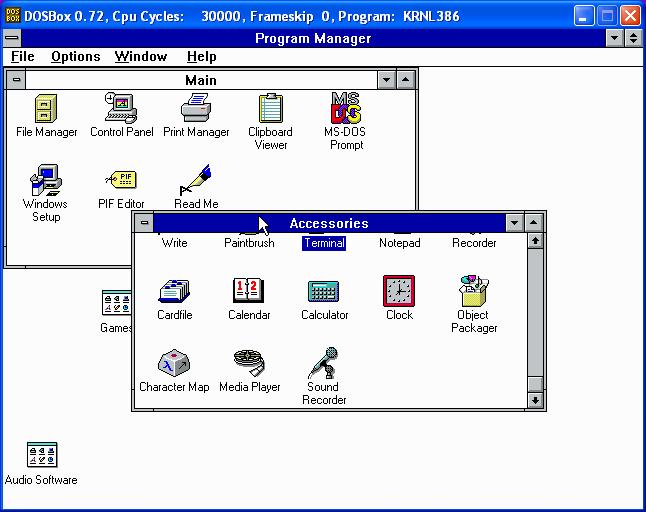 DOSBox 0.72, Cpu Cycles: 30000, Frameskip 0, Program: KRNL386
Program Manager
File Options Window Help
Main
File Manager Control Panel Print Manager Clipboard Viewer MS-DOS Prompt
Windows Setup PIF Editor Read Me
Accessories
Write Paintbrush Terminal Notepad Recorder
Cardfile Calendar Calculator Clock Object Packager
Character Map Media Player Sound Recorder
Games
Audio Software